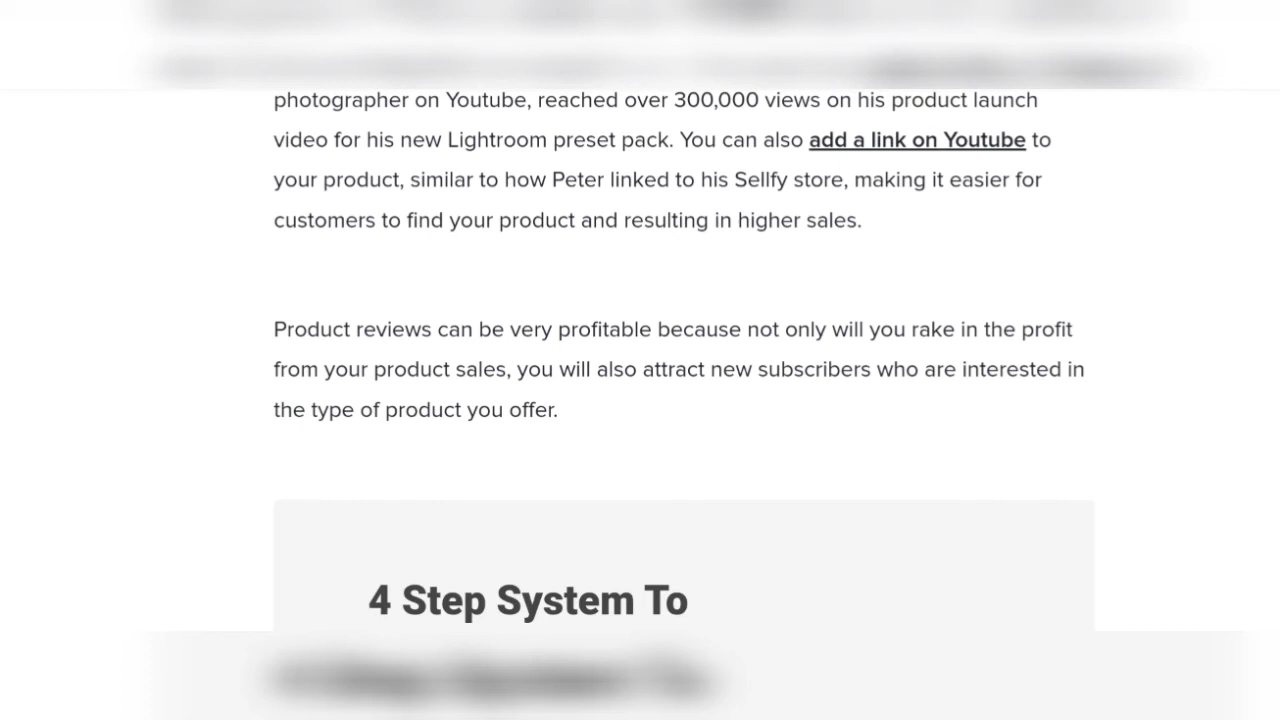 photographer on Youtube, reached over 300,000 views on his product launch
video for his new Lightroom preset pack. You can also add a link on Youtube to
your product, similar to how Peter linked to his Sellfy store, making it easier for
customers to find your product and resulting in higher sales.
Product reviews can be very profitable because not only will you rake in the profit
from your product sales, you will also attract new subscribers who are interested in
the type of product you offer.
4 Step System To